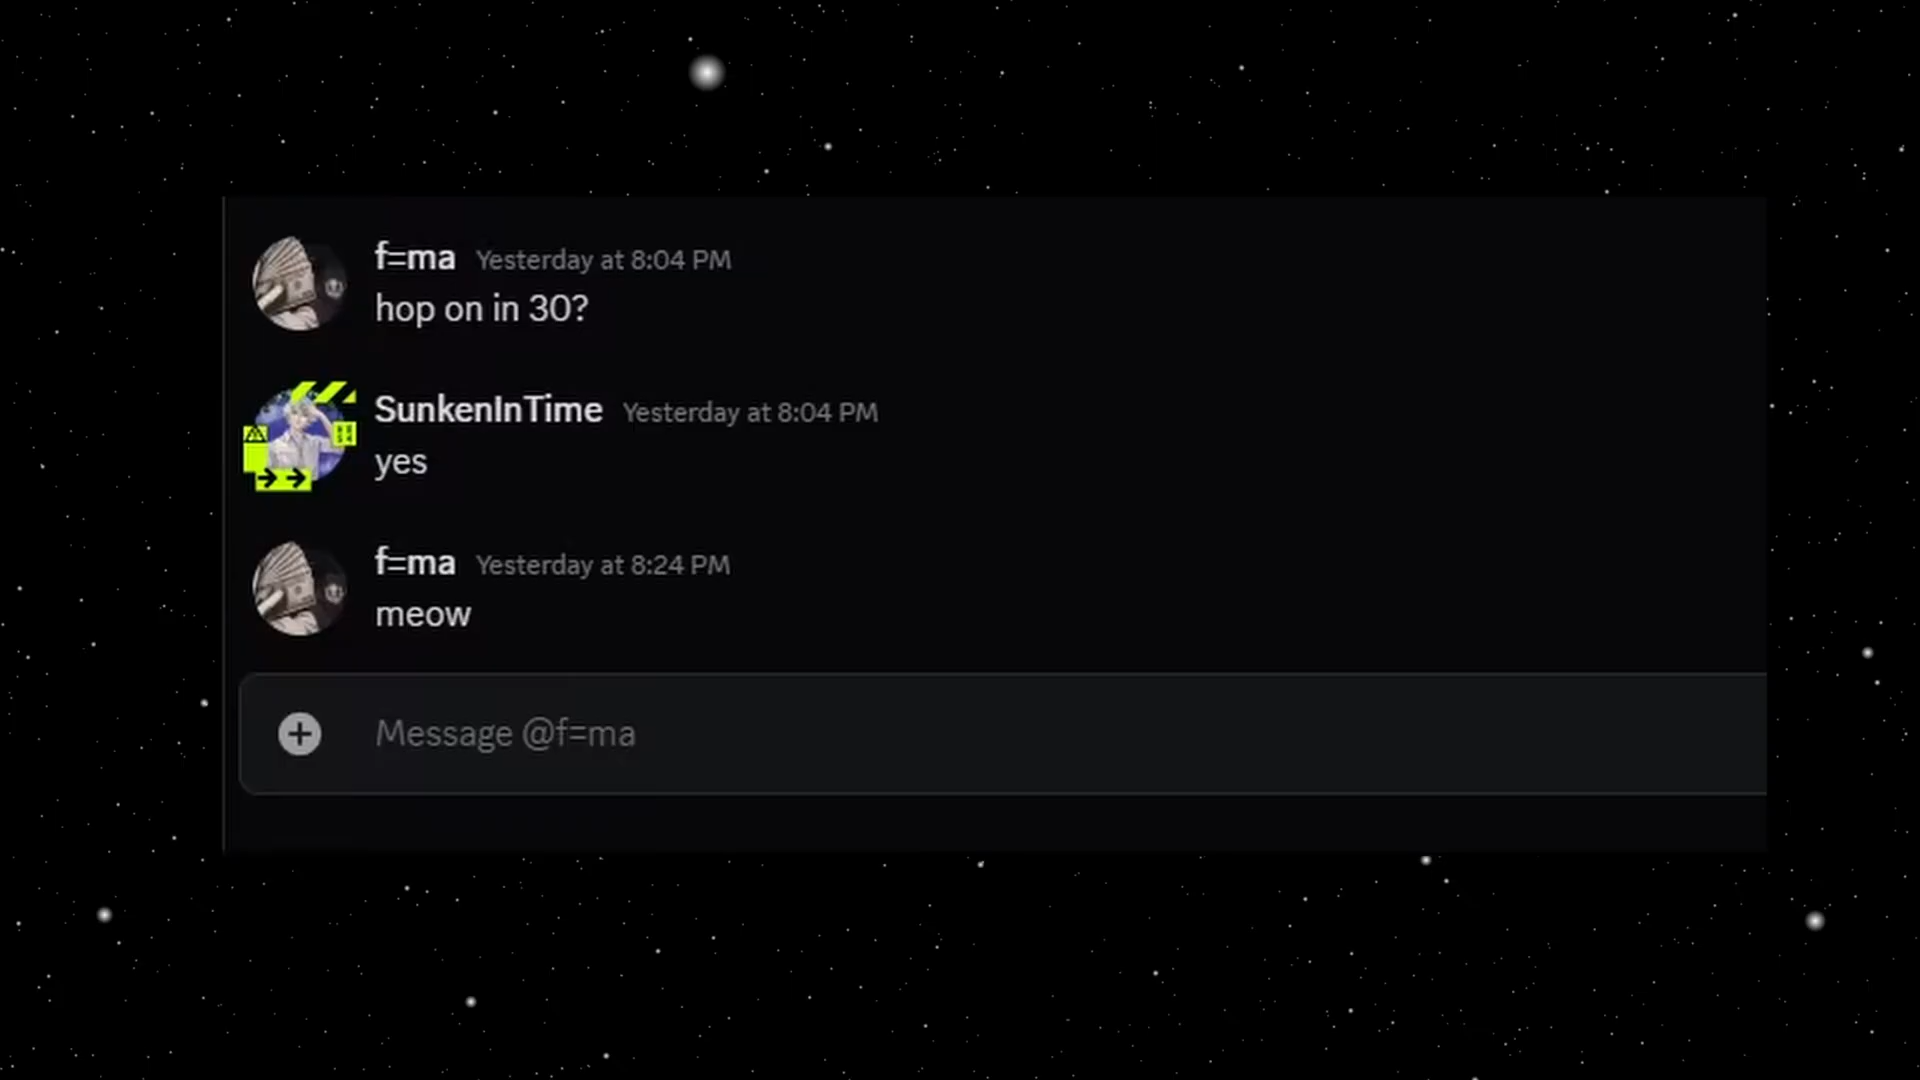 f=ma Yesterday at 8:04 PM
hop on in 30?
SunkenInTime Yesterday at 8:04 PM
yes
f=ma Yesterday at 8:24 PM
meow
Message @f=ma